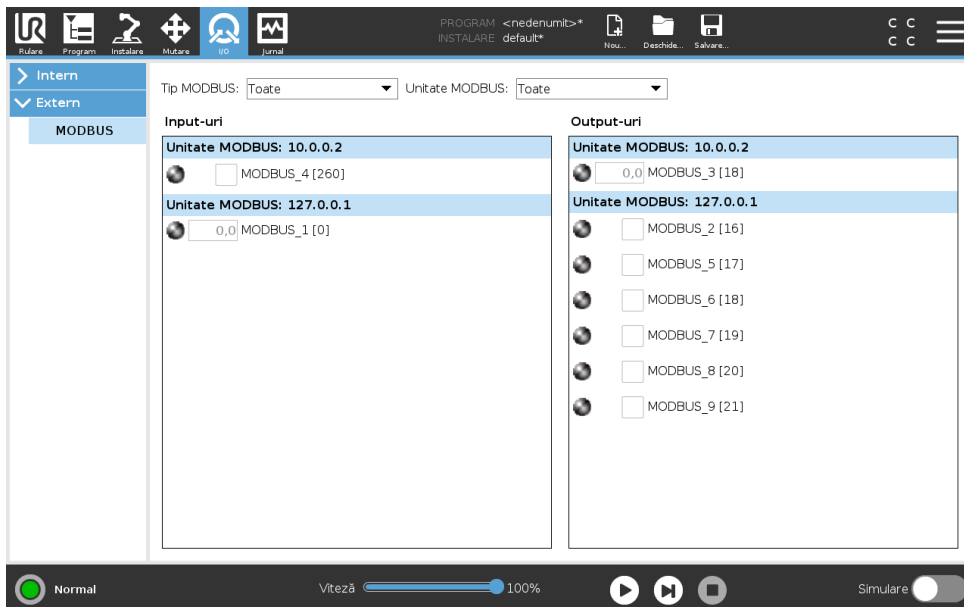 PROGRAM <nedenumit>*
INSTALARE default*
Rulare Program Instalare Mutare I/O Jurnal Nou... Deschide... Salvare...
C C
C C
Intern
Extern
MODBUS
Tip MODBUS: Toate Unitate MODBUS: Toate
Input-uri
Unitate MODBUS: 10.0.0.2
MODBUS_4 [260]
Unitate MODBUS: 127.0.0.1
0,0 MODBUS_1 [0]
Output-uri
Unitate MODBUS: 10.0.0.2
0,0 MODBUS_3 [18]
Unitate MODBUS: 127.0.0.1
MODBUS_2 [16]
MODBUS_5 [17]
MODBUS_6 [18]
MODBUS_7 [19]
MODBUS_8 [20]
MODBUS_9 [21]
Normal Viteză 100% Simulare